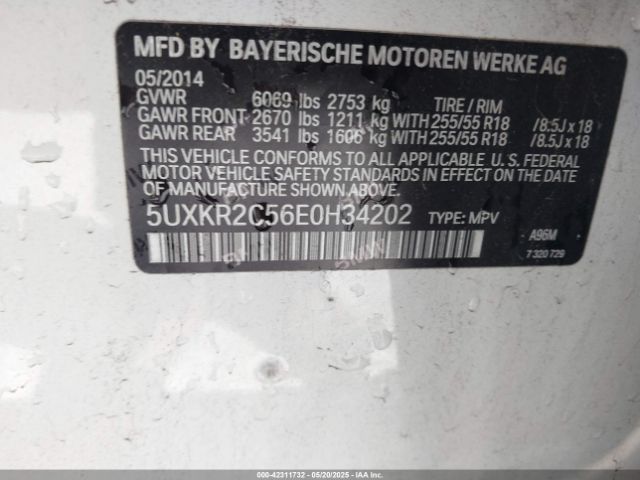 MFD BY BAYERISCHE MOTOREN WERKE AG
05/2014
GVWR 6069 lbs 2753 kg TIRE / RIM
GAWR FRONT 2670 lbs 1211 kg WITH 255/55 R18 /8.5J x 18
GAWR REAR 3541 lbs 1606 kg WITH 255/55 R18 /8.5J x 18
THIS VEHICLE CONFORMS TO ALL APPLICABLE U. S. FEDERAL
MOTOR VEHICLE SAFETY STANDARDS IN EFFECT ON THE
DATE OF MANUFACTURE SHOWN ABOVE.
5UXKR2C56E0H34202 TYPE: MPV
A96M
7 320 729
000-42311732 - 05/20/2025 - IAA Inc.